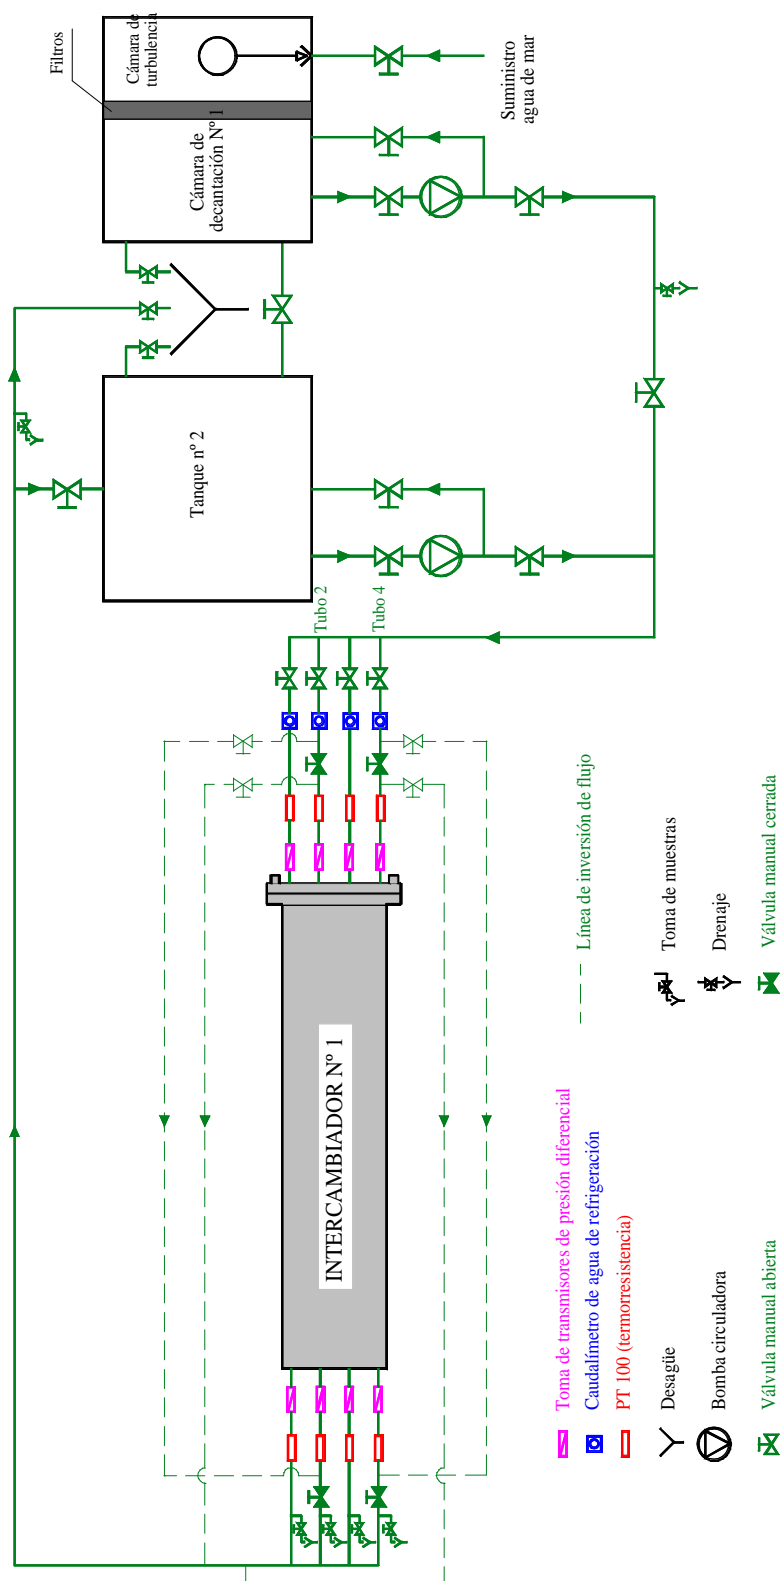 Filtros
Cámara de
turbulencia
Cámara de
decantación Nº 1
Suministro
agua de mar
Tanque nº 2
Tubo 2
Tubo 4
INTERCAMBIADOR Nº 1
Toma de transmisores de presión diferencial
Caudalímetro de agua de refrigeración
PT 100 (termorresistencia)
Línea de inversión de flujo
Desagüe
Toma de muestras
Bomba circuladora
Drenaje
Válvula manual abierta
Válvula manual cerrada